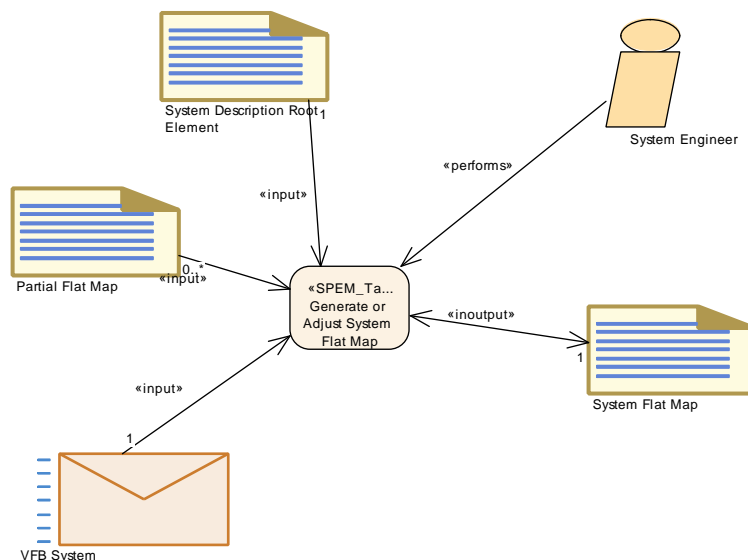 System Description Root
Element
1
System Engineer
«performs»
«input»
Partial Flat Map
0..*
«input»
«SPEM_Ta...
Generate or
Adjust System
Flat Map
«inoutput»
1
System Flat Map
«input»
1
VFB System